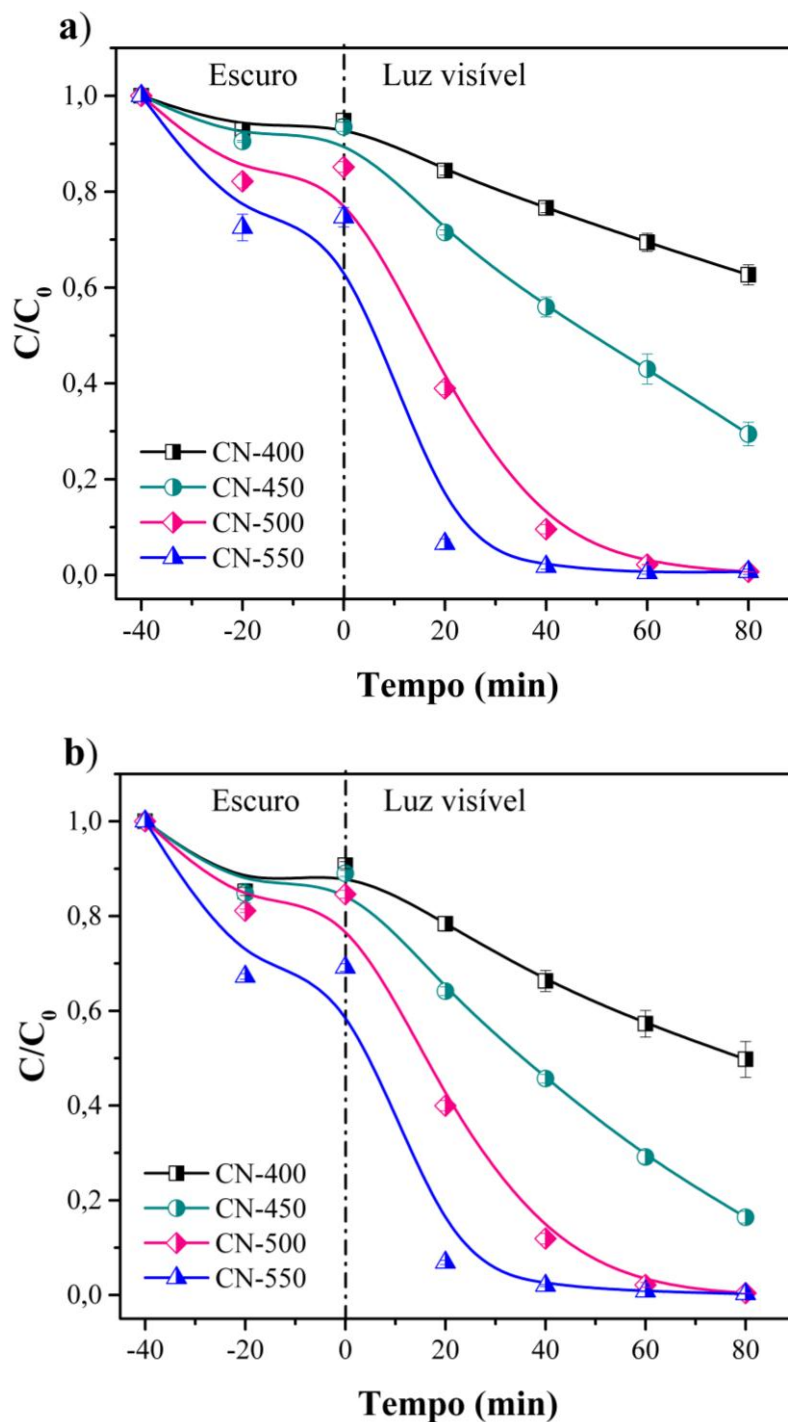 a)
Escuro Luz visível
1,0
0,8
0,6
0,4
0,2
0,0
C/C0
CN-400
CN-450
CN-500
CN-550
-40 -20 0 20 40 60 80
Tempo (min)
b)
Escuro Luz visível
1,0
0,8
0,6
0,4
0,2
0,0
C/C0
CN-400
CN-450
CN-500
CN-550
-40 -20 0 20 40 60 80
Tempo (min)